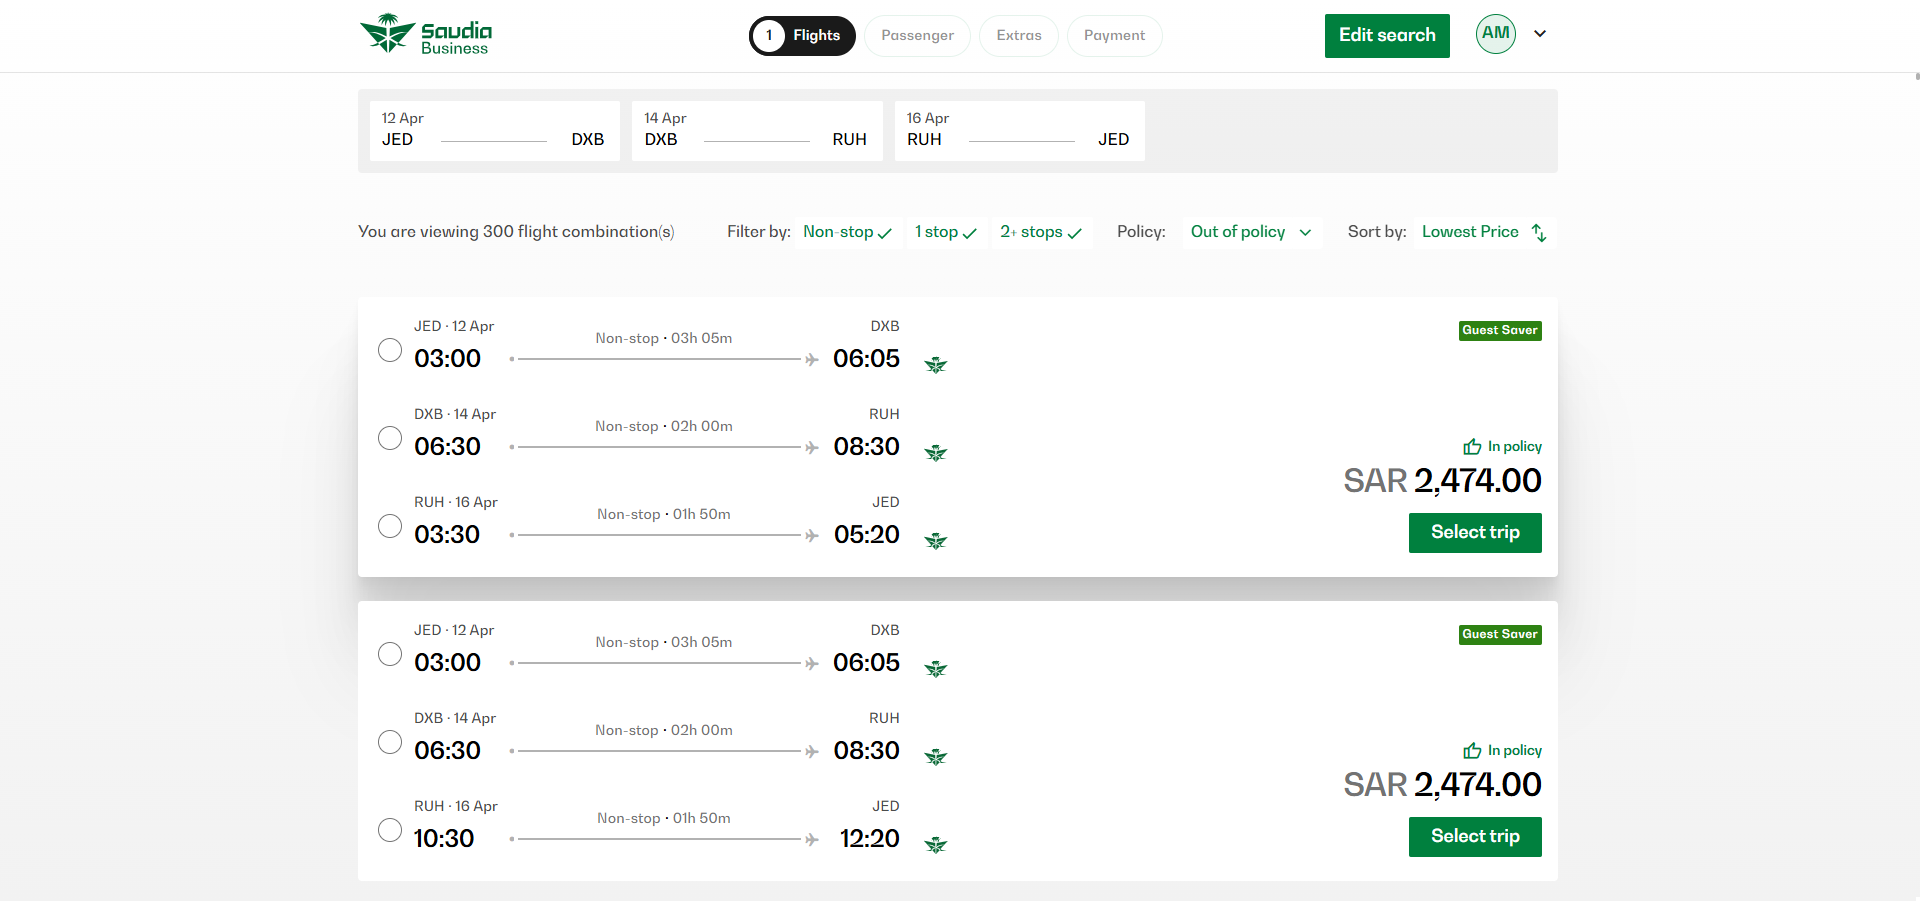 Saudia
Business
1 Flights
Passenger
Extras
Payment
Edit search
AM
12 Apr
JED DXB
14 Apr
DXB RUH
16 Apr
RUH JED
You are viewing 300 flight combination(s)
Filter by: Non-stop 1 stop 2+ stops
Policy: Out of policy
Sort by: Lowest Price
JED · 12 Apr
Non-stop · 03h 05m
DXB
03:00
06:05
Guest Saver
DXB · 14 Apr
Non-stop · 02h 00m
RUH
06:30
08:30
RUH · 16 Apr
Non-stop · 01h 50m
JED
03:30
05:20
In policy
SAR 2,474.00
Select trip
JED · 12 Apr
Non-stop · 03h 05m
DXB
03:00
06:05
Guest Saver
DXB · 14 Apr
Non-stop · 02h 00m
RUH
06:30
08:30
RUH · 16 Apr
Non-stop · 01h 50m
JED
10:30
12:20
In policy
SAR 2,474.00
Select trip